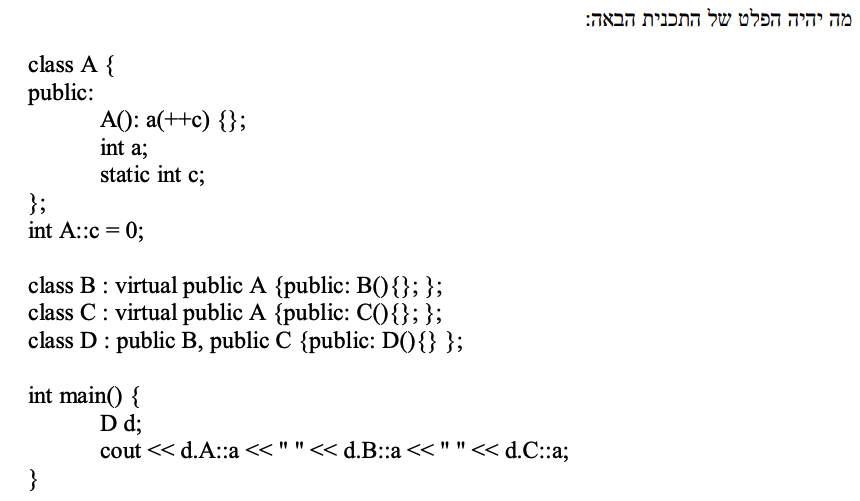 מה יהיה הפלט של התכנית הבאה:
class A {
public:
A(): a(++c) {};
int a;
static int c;
};
int A::c = 0;
class B : virtual public A {public: B(){}; };
class C : virtual public A {public: C(){}; };
class D : public B, public C {public: D(){} };
int main() {
D d;
cout << d.A::a << " " << d.B::a << " " << d.C::a;
}